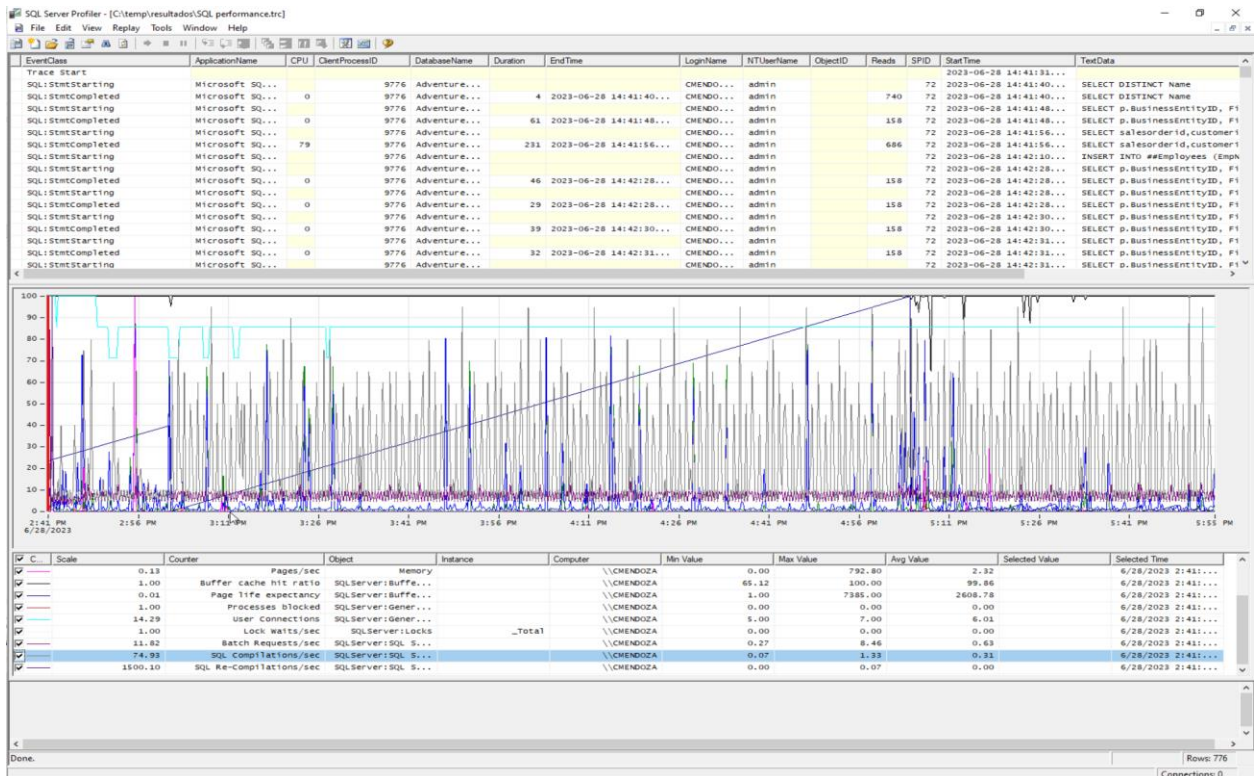 SQL Server Profiler - [C:\temp\resultados\SQL performance.trc]
File Edit View Replay Tools Window Help
EventClass ApplicationName CPU ClientProcessID DatabaseName Duration EndTime LoginName NTUserName ObjectID Reads SPID StartTime TextData
Trace Start 2023-06-28 14:41:31...
SQL:StmtStarting Microsoft SQ... 9776 Adventure... CMENDO... admin 72 2023-06-28 14:41:40... SELECT DISTINCT Name
SQL:StmtCompleted Microsoft SQ... 0 9776 Adventure... 4 2023-06-28 14:41:40... CMENDO... admin 740 72 2023-06-28 14:41:40... SELECT DISTINCT Name
SQL:StmtStarting Microsoft SQ... 9776 Adventure... CMENDO... admin 72 2023-06-28 14:41:48... SELECT p.BusinessEntityID, Fi
SQL:StmtCompleted Microsoft SQ... 0 9776 Adventure... 61 2023-06-28 14:41:48... CMENDO... admin 158 72 2023-06-28 14:41:48... SELECT p.BusinessEntityID, Fi
SQL:StmtStarting Microsoft SQ... 9776 Adventure... CMENDO... admin 72 2023-06-28 14:41:56... SELECT salesorderid,customeri
SQL:StmtCompleted Microsoft SQ... 79 9776 Adventure... 231 2023-06-28 14:41:56... CMENDO... admin 686 72 2023-06-28 14:41:56... SELECT salesorderid,customeri
SQL:StmtStarting Microsoft SQ... 9776 Adventure... CMENDO... admin 72 2023-06-28 14:42:10... INSERT INTO ##Employees (EmpN
SQL:StmtStarting Microsoft SQ... 9776 Adventure... CMENDO... admin 72 2023-06-28 14:42:28... SELECT p.BusinessEntityID, Fi
SQL:StmtCompleted Microsoft SQ... 0 9776 Adventure... 46 2023-06-28 14:42:28... CMENDO... admin 158 72 2023-06-28 14:42:28... SELECT p.BusinessEntityID, Fi
SQL:StmtStarting Microsoft SQ... 9776 Adventure... CMENDO... admin 72 2023-06-28 14:42:28... SELECT p.BusinessEntityID, Fi
SQL:StmtCompleted Microsoft SQ... 0 9776 Adventure... 29 2023-06-28 14:42:28... CMENDO... admin 158 72 2023-06-28 14:42:28... SELECT p.BusinessEntityID, Fi
SQL:StmtStarting Microsoft SQ... 9776 Adventure... CMENDO... admin 72 2023-06-28 14:42:30... SELECT p.BusinessEntityID, Fi
SQL:StmtCompleted Microsoft SQ... 0 9776 Adventure... 39 2023-06-28 14:42:30... CMENDO... admin 158 72 2023-06-28 14:42:30... SELECT p.BusinessEntityID, Fi
SQL:StmtStarting Microsoft SQ... 9776 Adventure... CMENDO... admin 72 2023-06-28 14:42:31... SELECT p.BusinessEntityID, Fi
SQL:StmtCompleted Microsoft SQ... 0 9776 Adventure... 32 2023-06-28 14:42:31... CMENDO... admin 158 72 2023-06-28 14:42:31... SELECT p.BusinessEntityID, Fi
SQL:StmtStarting Microsoft SQ... 9776 Adventure... CMENDO... admin 72 2023-06-28 14:42:31... SELECT p.BusinessEntityID, Fi
100
90
80
70
60
50
40
30
20
10
0
2:41 PM 2:56 PM 3:11 PM 3:26 PM 3:41 PM 3:56 PM 4:11 PM 4:26 PM 4:41 PM 4:56 PM 5:11 PM 5:26 PM 5:41 PM 5:55 PM
6/28/2023
C... Scale Counter Object Instance Computer Min Value Max Value Avg Value Selected Value Selected Time
0.13 Pages/sec Memory \\CMENDOZA 0.00 792.80 2.32 6/28/2023 2:41:...
1.00 Buffer cache hit ratio SQLServer:Buffe... \\CMENDOZA 65.12 100.00 99.86 6/28/2023 2:41:...
0.01 Page life expectancy SQLServer:Buffe... \\CMENDOZA 1.00 7385.00 2608.78 6/28/2023 2:41:...
1.00 Processes blocked SQLServer:Gener... \\CMENDOZA 0.00 0.00 0.00 6/28/2023 2:41:...
14.29 User Connections SQLServer:Gener... \\CMENDOZA 5.00 7.00 6.01 6/28/2023 2:41:...
1.00 Lock Waits/sec SQLServer:Locks _Total \\CMENDOZA 0.00 0.00 0.00 6/28/2023 2:41:...
11.82 Batch Requests/sec SQLServer:SQL S... \\CMENDOZA 0.27 8.46 0.63 6/28/2023 2:41:...
74.93 SQL Compilations/sec SQLServer:SQL S... \\CMENDOZA 0.07 1.33 0.31 6/28/2023 2:41:...
1500.10 SQL Re-Compilations/sec SQLServer:SQL S... \\CMENDOZA 0.00 0.07 0.00 6/28/2023 2:41:...
Done.
Rows: 776
Connections: 0